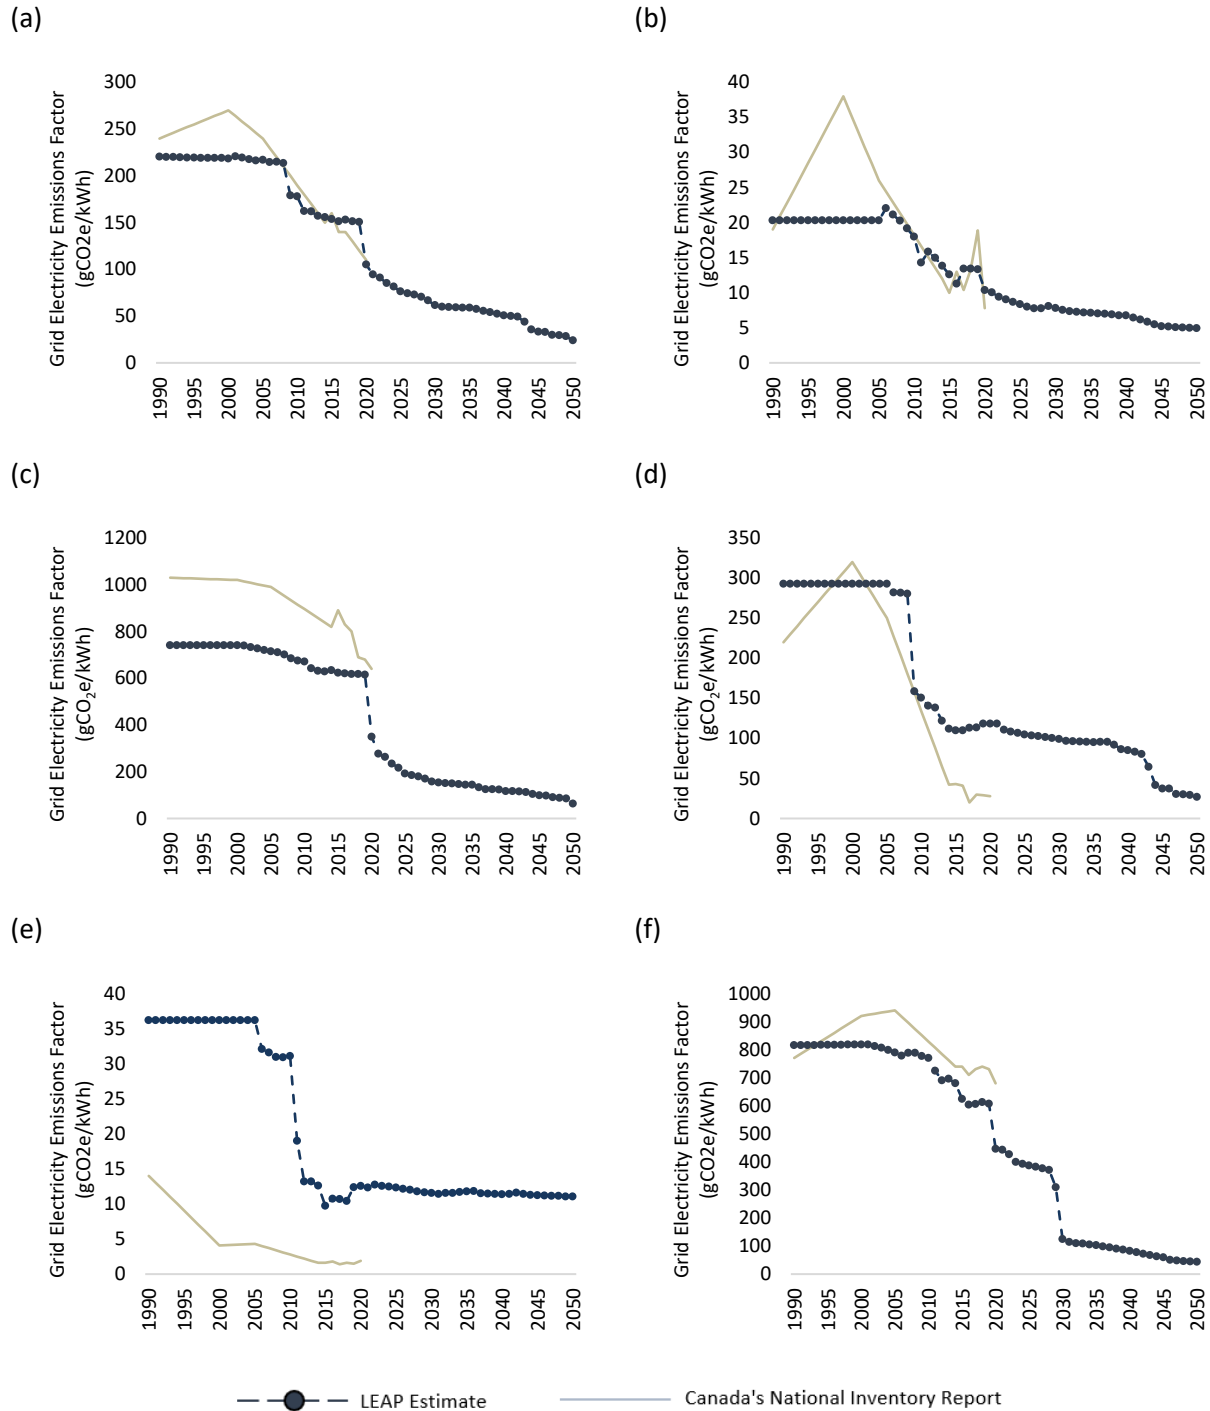 (a)
Grid Electricity Emissions Factor
(gCO2e/kWh)
300
250
200
150
100
50
0
1990 1995 2000 2005 2010 2015 2020 2025 2030 2035 2040 2045 2050
(b)
Grid Electricity Emissions Factor
(gCO2e/kWh)
40
35
30
25
20
15
10
5
0
1990 1995 2000 2005 2010 2015 2020 2025 2030 2035 2040 2045 2050
(c)
Grid Electricity Emissions Factor
(gCO₂e/kWh)
1200
1000
800
600
400
200
0
1990 1995 2000 2005 2010 2015 2020 2025 2030 2035 2040 2045 2050
(d)
Grid Electricity Emissions Factor
(gCO₂e/kWh)
350
300
250
200
150
100
50
0
1990 1995 2000 2005 2010 2015 2020 2025 2030 2035 2040 2045 2050
(e)
Grid Electricity Emissions Factor
(gCO2e/kWh)
40
35
30
25
20
15
10
5
0
1990 1995 2000 2005 2010 2015 2020 2025 2030 2035 2040 2045 2050
(f)
Grid Electricity Emissions Factor
(gCO2e/kWh)
1000
900
800
700
600
500
400
300
200
100
0
1990 1995 2000 2005 2010 2015 2020 2025 2030 2035 2040 2045 2050
LEAP Estimate
Canada's National Inventory Report